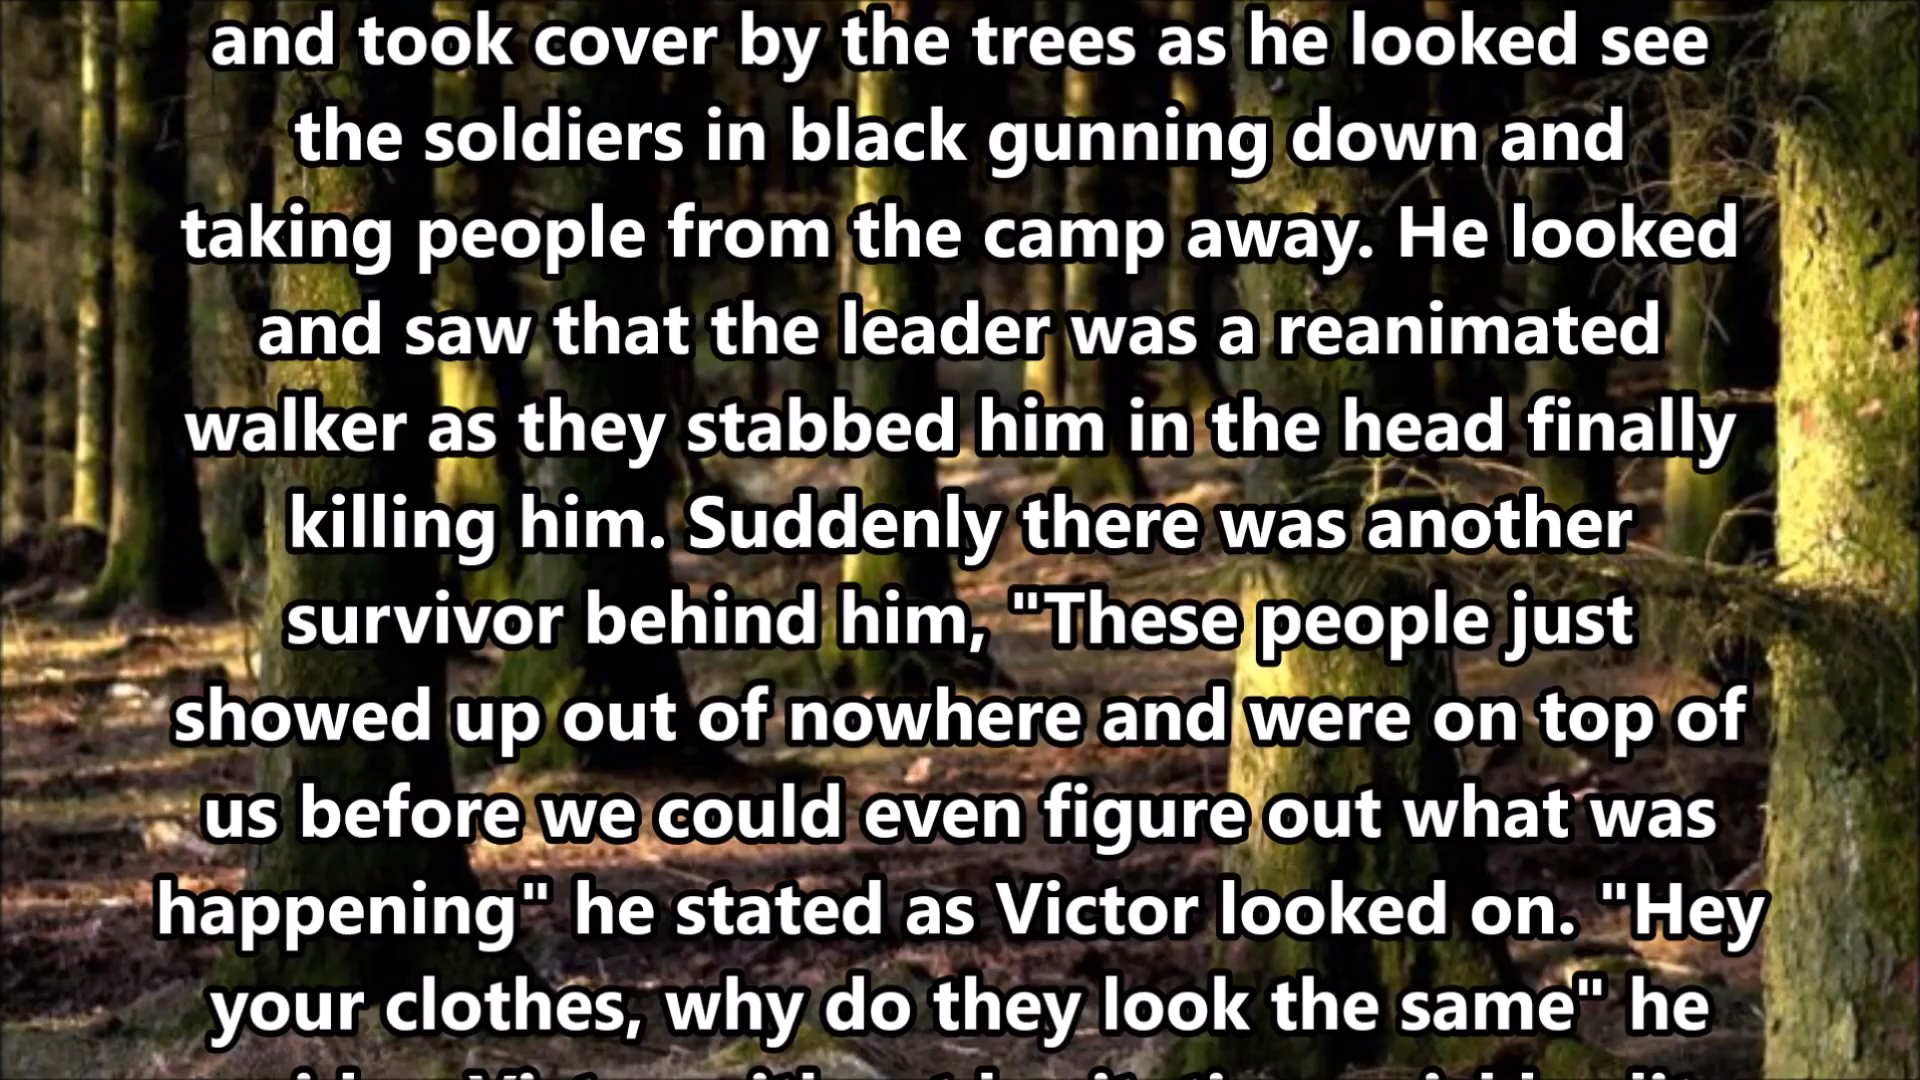 and took cover by the trees as he looked see
the soldiers in black gunning down and
taking people from the camp away. He looked
and saw that the leader was a reanimated
walker as they stabbed him in the head finally
killing him. Suddenly there was another
survivor behind him, "These people just
showed up out of nowhere and were on top of
us before we could even figure out what was
happening" he stated as Victor looked on. "Hey
your clothes, why do they look the same" he